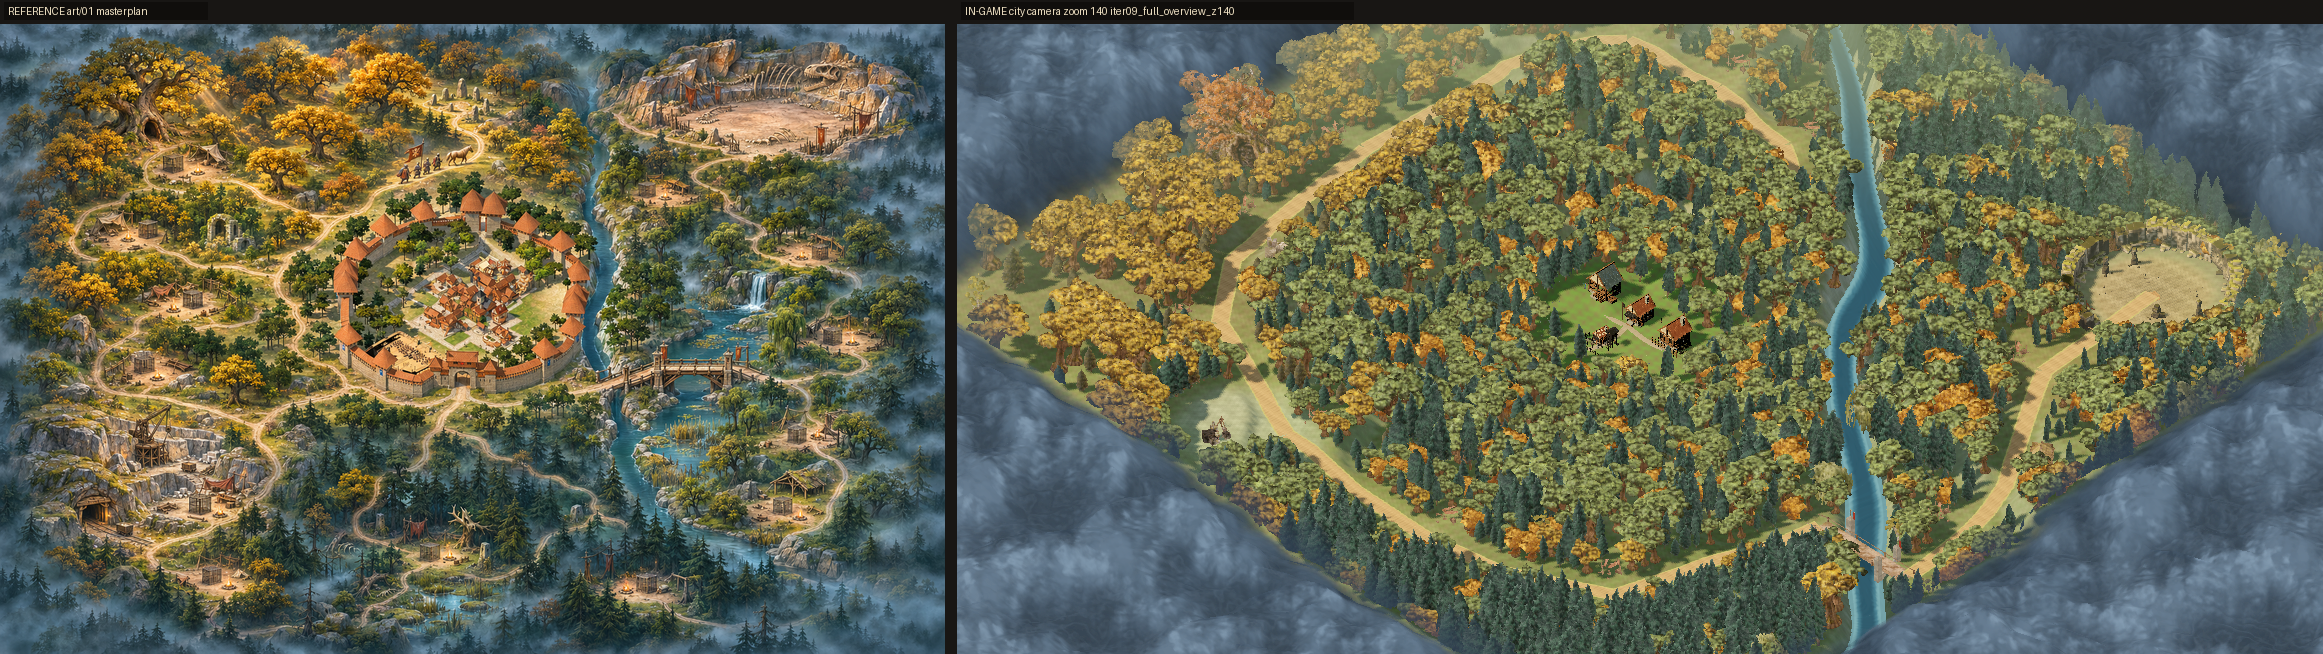 REFERENCE art/01 masterplan
IN-GAME city camera zoom 140 iter09_full_overview_z140